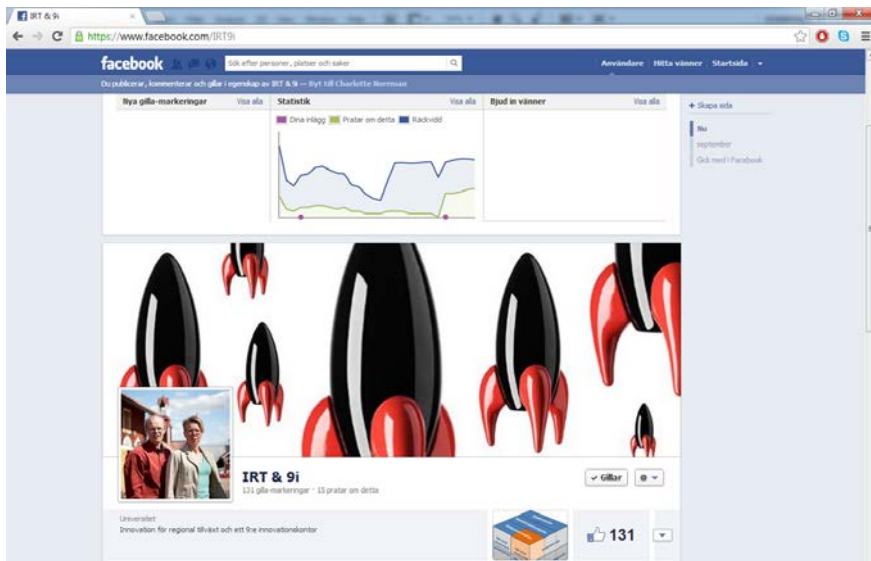 IRT & 9i
https://www.facebook.com/IRT9i
facebook
Sök efter personer, platser och saker
Användare Hitta vänner Startsida
Du publicerar, kommenterar och gillar i egenskap av IRT & 9i — Byt till Charlotte Norrman
Nya gilla-markeringar Visa alla
Statistik Visa alla
Bjud in vänner Visa alla
Dina inlägg Pratar om detta Räckvidd
+ Skapa sida
Nu
september
Gick med i Facebook
IRT & 9i
131 gilla-markeringar · 15 pratar om detta
Gillar
Universitet
Innovation för regional tillväxt och ett 9:e innovationskontor
131